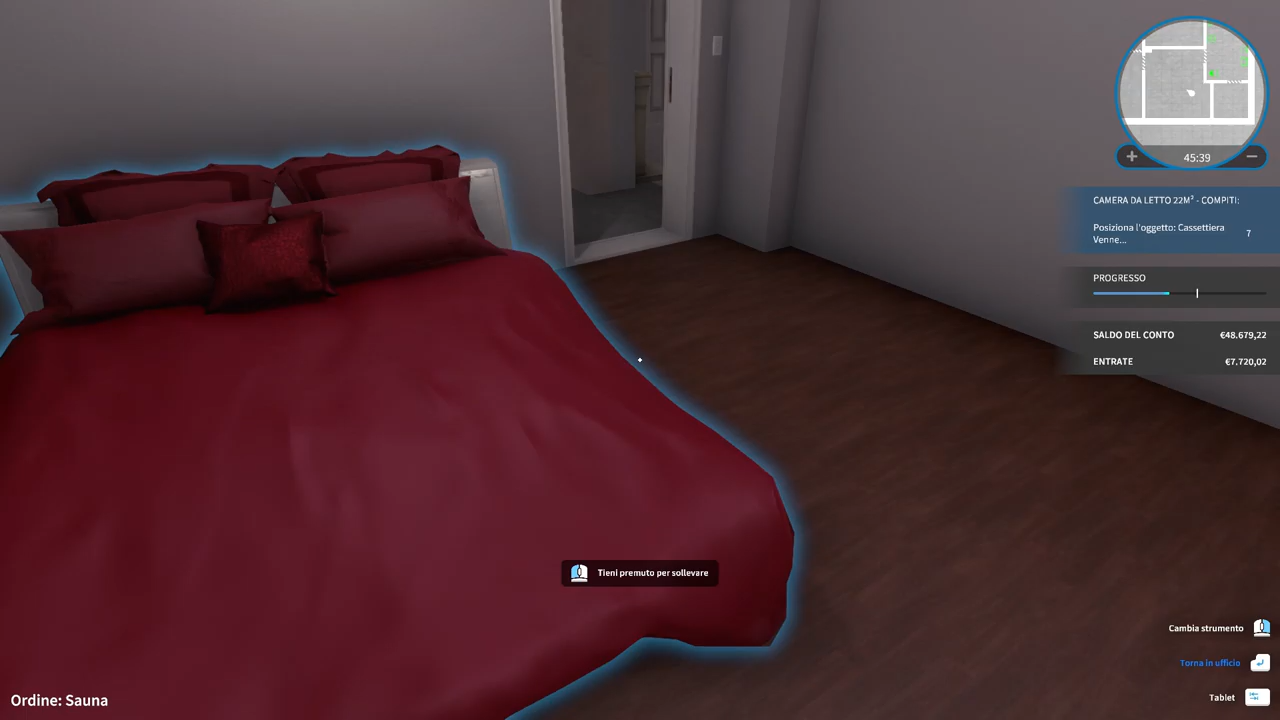 45:39
CAMERA DA LETTO 22M³ - COMPITI:
Posiziona l'oggetto: Cassettiera
Venne...
7
PROGRESSO
SALDO DEL CONTO €48.679,22
ENTRATE €7.720,02
Tieni premuto per sollevare
Cambia strumento
Torna in ufficio
Tablet
Ordine: Sauna